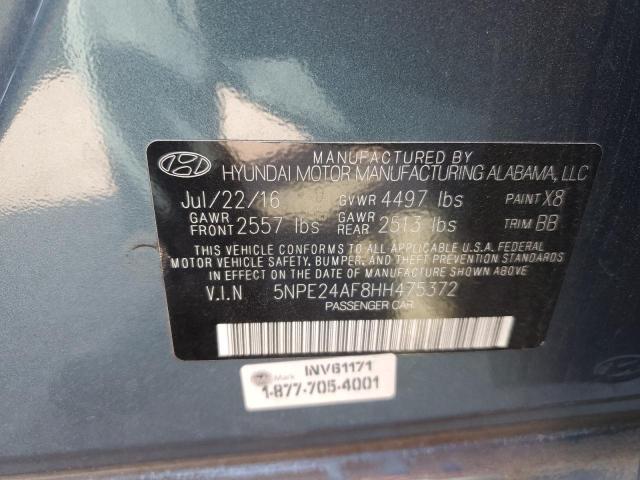 MANUFACTURED BY
HYUNDAI MOTOR MANUFACTURING ALABAMA, LLC
Jul/22/16 GVWR 4497 lbs PAINT X8
GAWR FRONT 2557 lbs GAWR REAR 2513 lbs TRIM BB
THIS VEHICLE CONFORMS TO ALL APPLICABLE U.S.A. FEDERAL
MOTOR VEHICLE SAFETY, BUMPER, AND THEFT PREVENTION STANDARDS
IN EFFECT ON THE DATE OF MANUFACTURE SHOWN ABOVE.
V.I.N 5NPE24AF8HH475372
PASSENGER CAR
Mark INV61171
1-877-705-4001